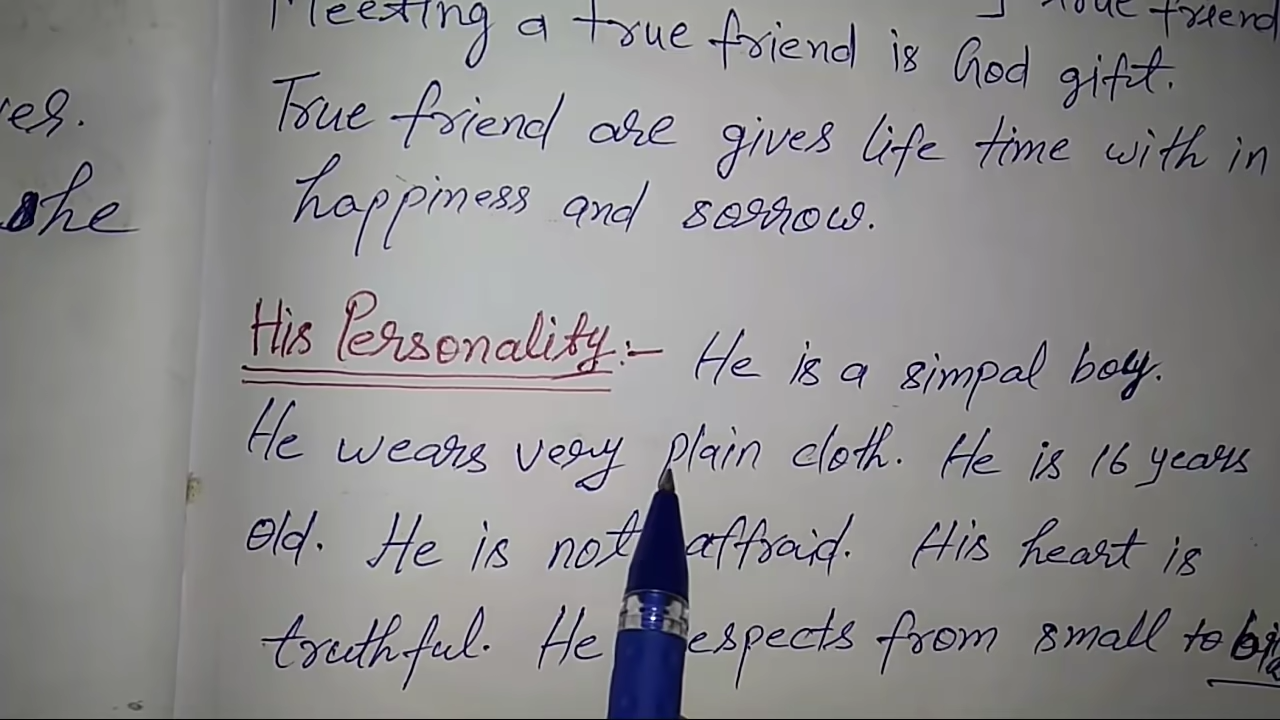 Meeting a true friend is God gift.
True friend are gives life time with in
happiness and sorrow.
His Personality:- He is a simpal boy.
He wears very plain cloth. He is 16 years
old. He is not affraid. His heart is
truthful. He espects from small to
she